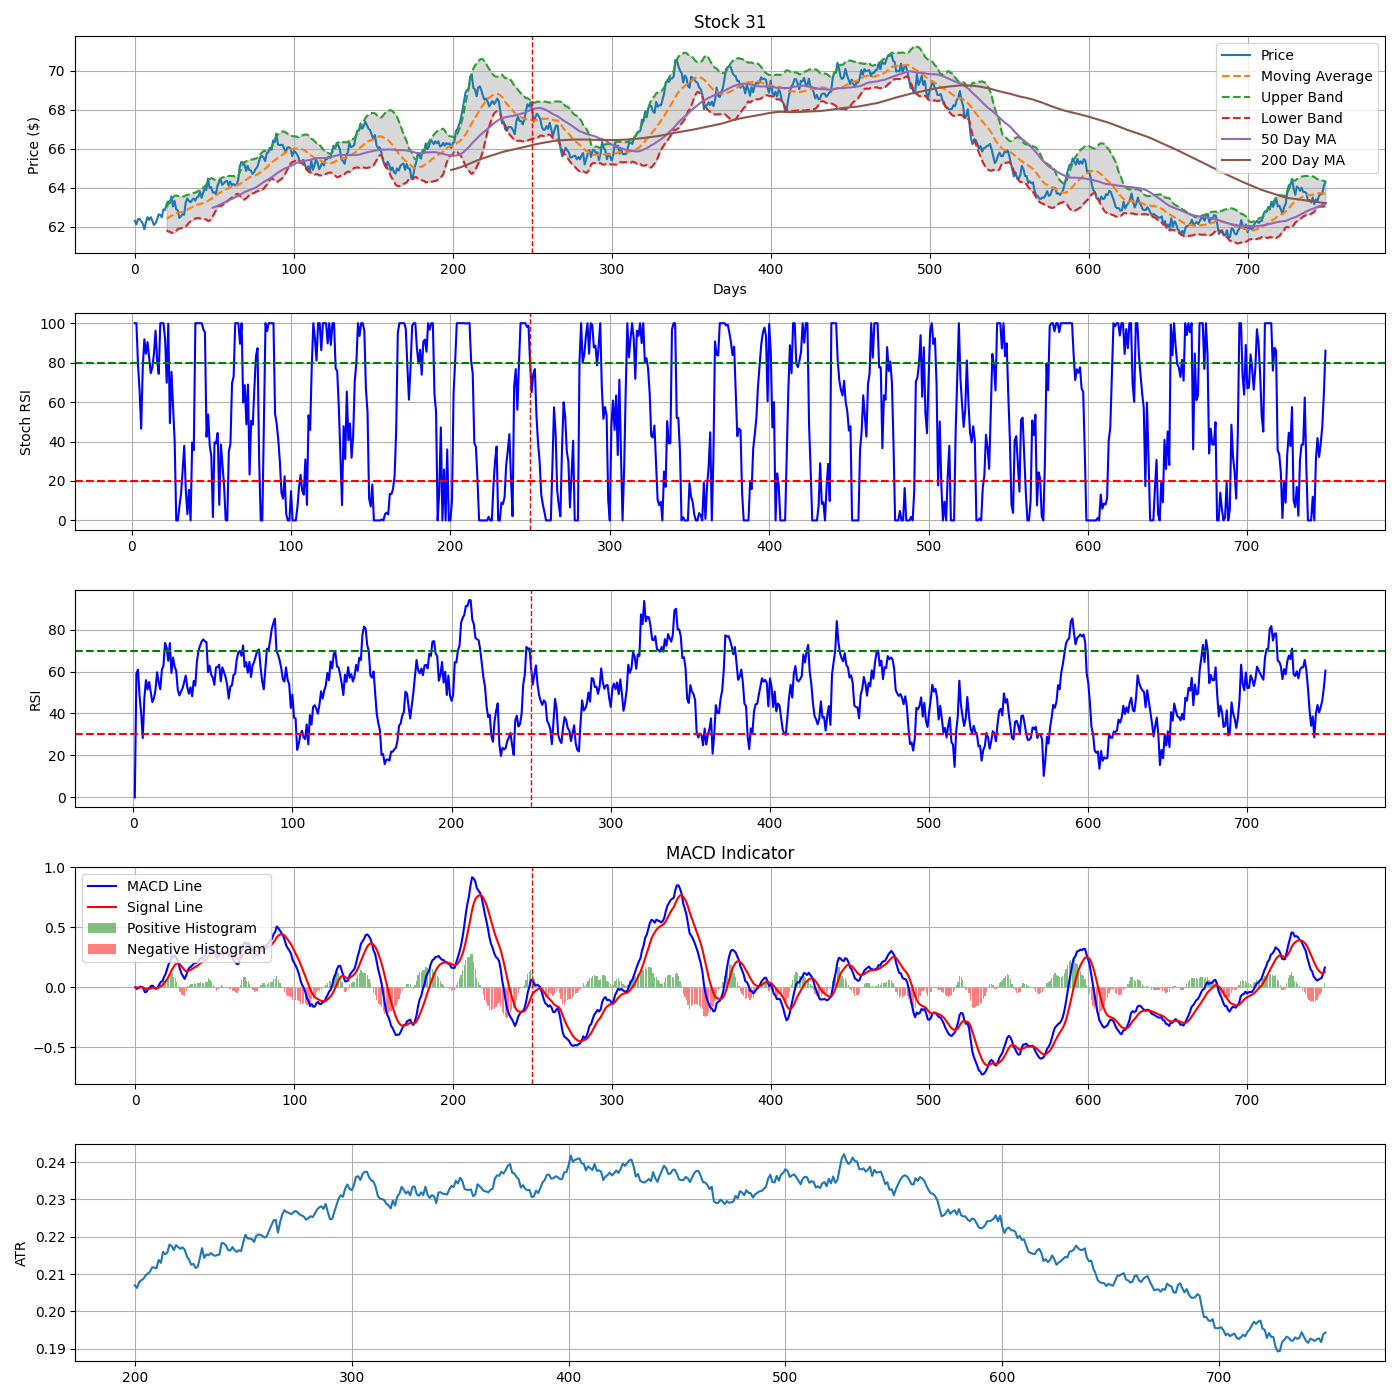 Stock 31
Price ($)
70
68
66
64
62
Price
Moving Average
Upper Band
Lower Band
50 Day MA
200 Day MA
0 100 200 300 400 500 600 700
Days
Stoch RSI
100
80
60
40
20
0
0 100 200 300 400 500 600 700
RSI
80
60
40
20
0
0 100 200 300 400 500 600 700
MACD Indicator
1.0
0.5
0.0
−0.5
MACD Line
Signal Line
Positive Histogram
Negative Histogram
0 100 200 300 400 500 600 700
ATR
0.24
0.23
0.22
0.21
0.20
0.19
200 300 400 500 600 700